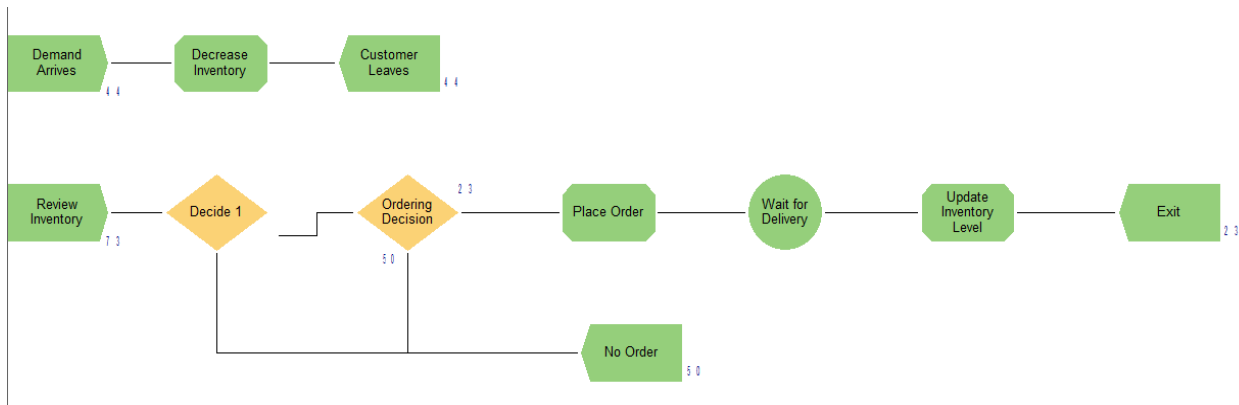 Demand
Arrives
4 4
Decrease
Inventory
Customer
Leaves
4 4
Review
Inventory
7 3
Decide 1
Ordering
Decision
2 3
5 0
Place Order
Wait for
Delivery
Update
Inventory
Level
Exit
2 3
No Order
5 0